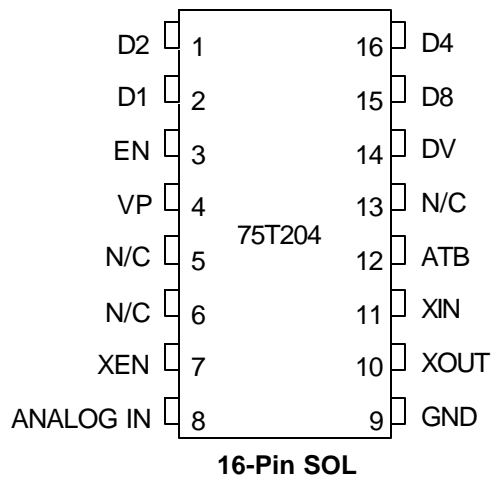 D2 1 16 D4
D1 2 15 D8
EN 3 14 DV
VP 4 13 N/C
75T204
N/C 5 12 ATB
N/C 6 11 XIN
XEN 7 10 XOUT
ANALOG IN 8 9 GND
16-Pin SOL